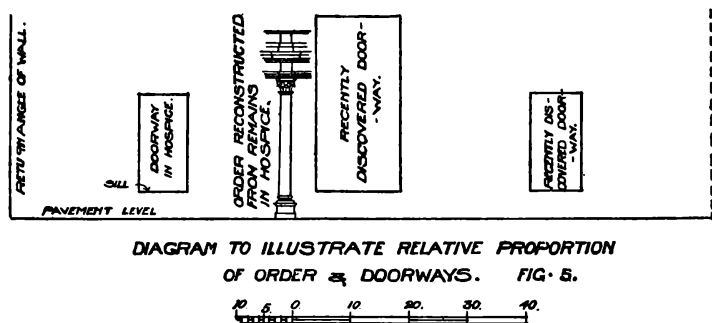 RETURN ANGLE OF WALL.
SILL
DOORWAY
IN HOSPICE.
ORDER RECONSTRUCTED
FROM REMAINS
IN HOSPICE.
RECENTLY
DISCOVERED DOOR-
-WAY.
RECENTLY DIS-
COVERED DOOR-
-WAY.
PAVEMENT LEVEL
DIAGRAM TO ILLUSTRATE RELATIVE PROPORTION
OF ORDER & DOORWAYS. FIG. 5.
10. 5. 0. 10. 20. 30. 40.